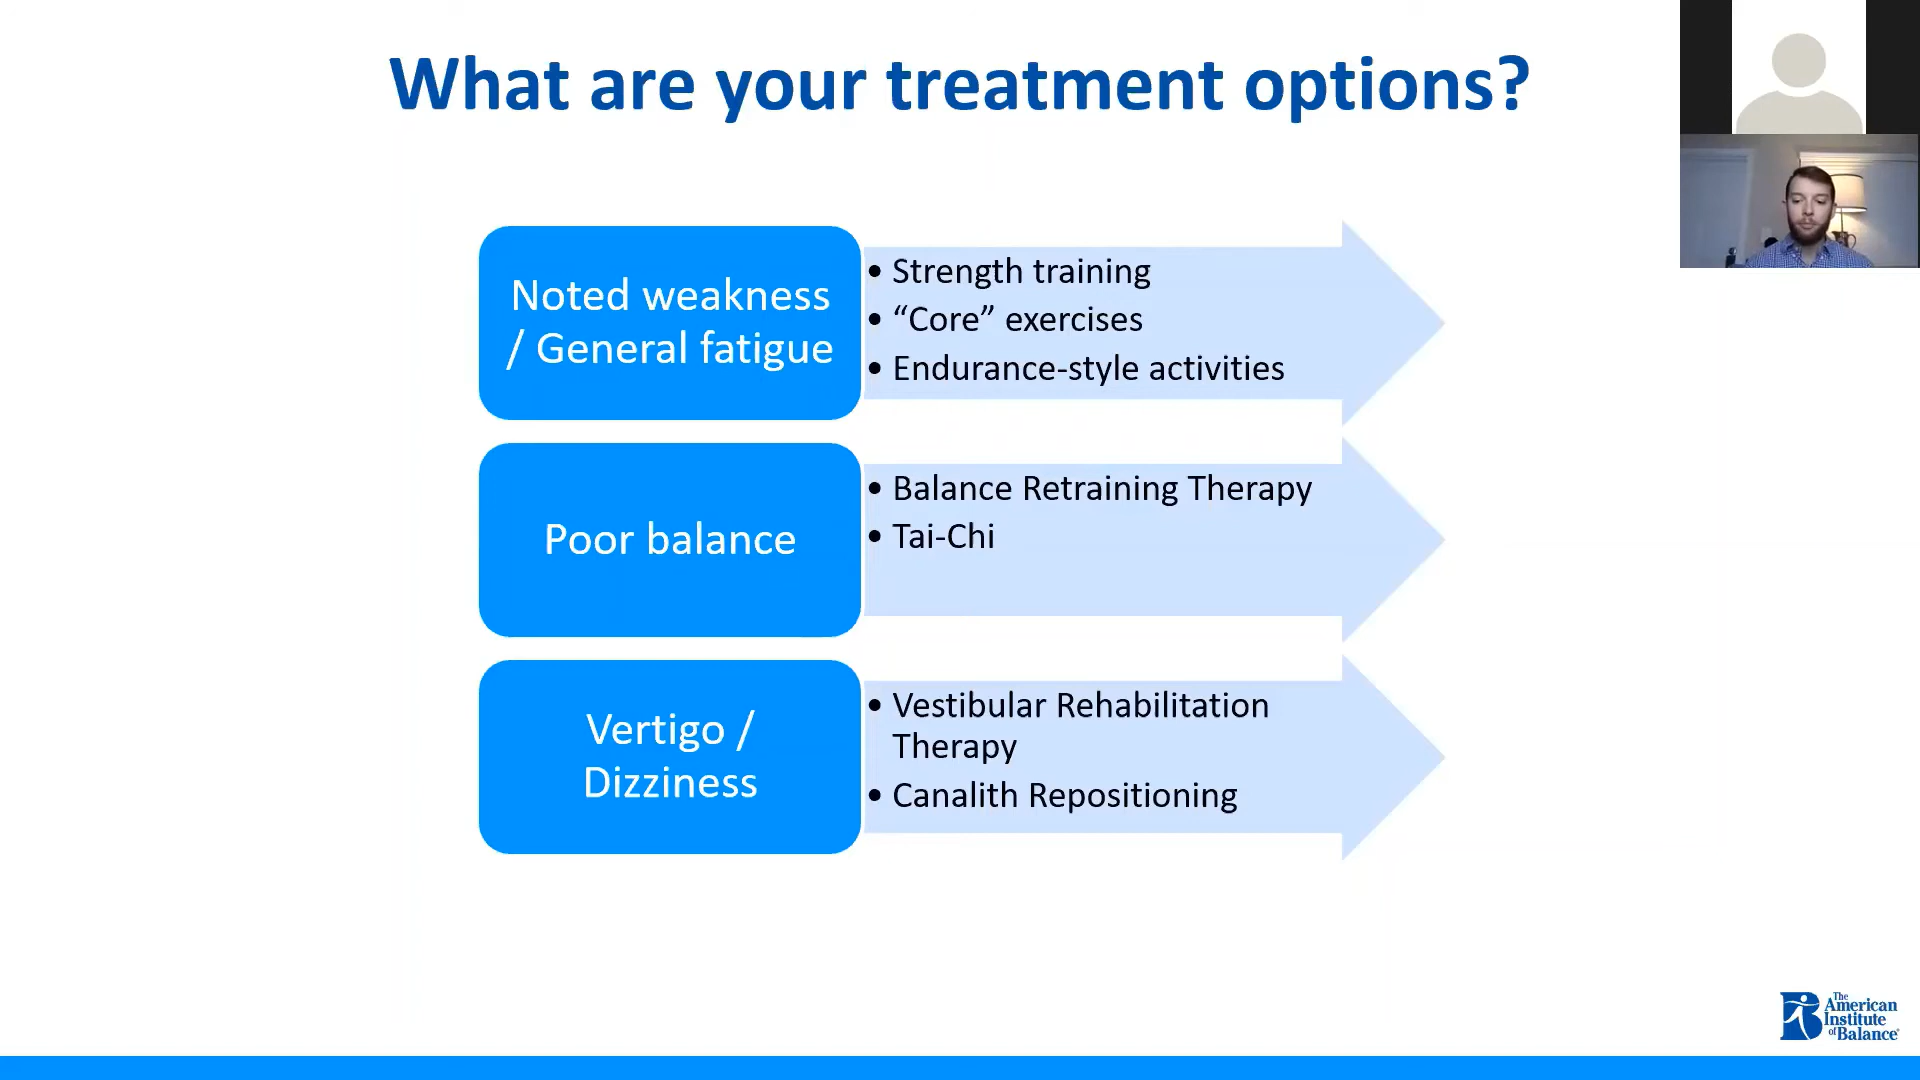 What are your treatment options?
Noted weakness
/ General fatigue
• Strength training
• “Core” exercises
• Endurance-style activities
Poor balance
• Balance Retraining Therapy
• Tai-Chi
Vertigo /
Dizziness
• Vestibular Rehabilitation
Therapy
• Canalith Repositioning
The
American
Institute
of Balance